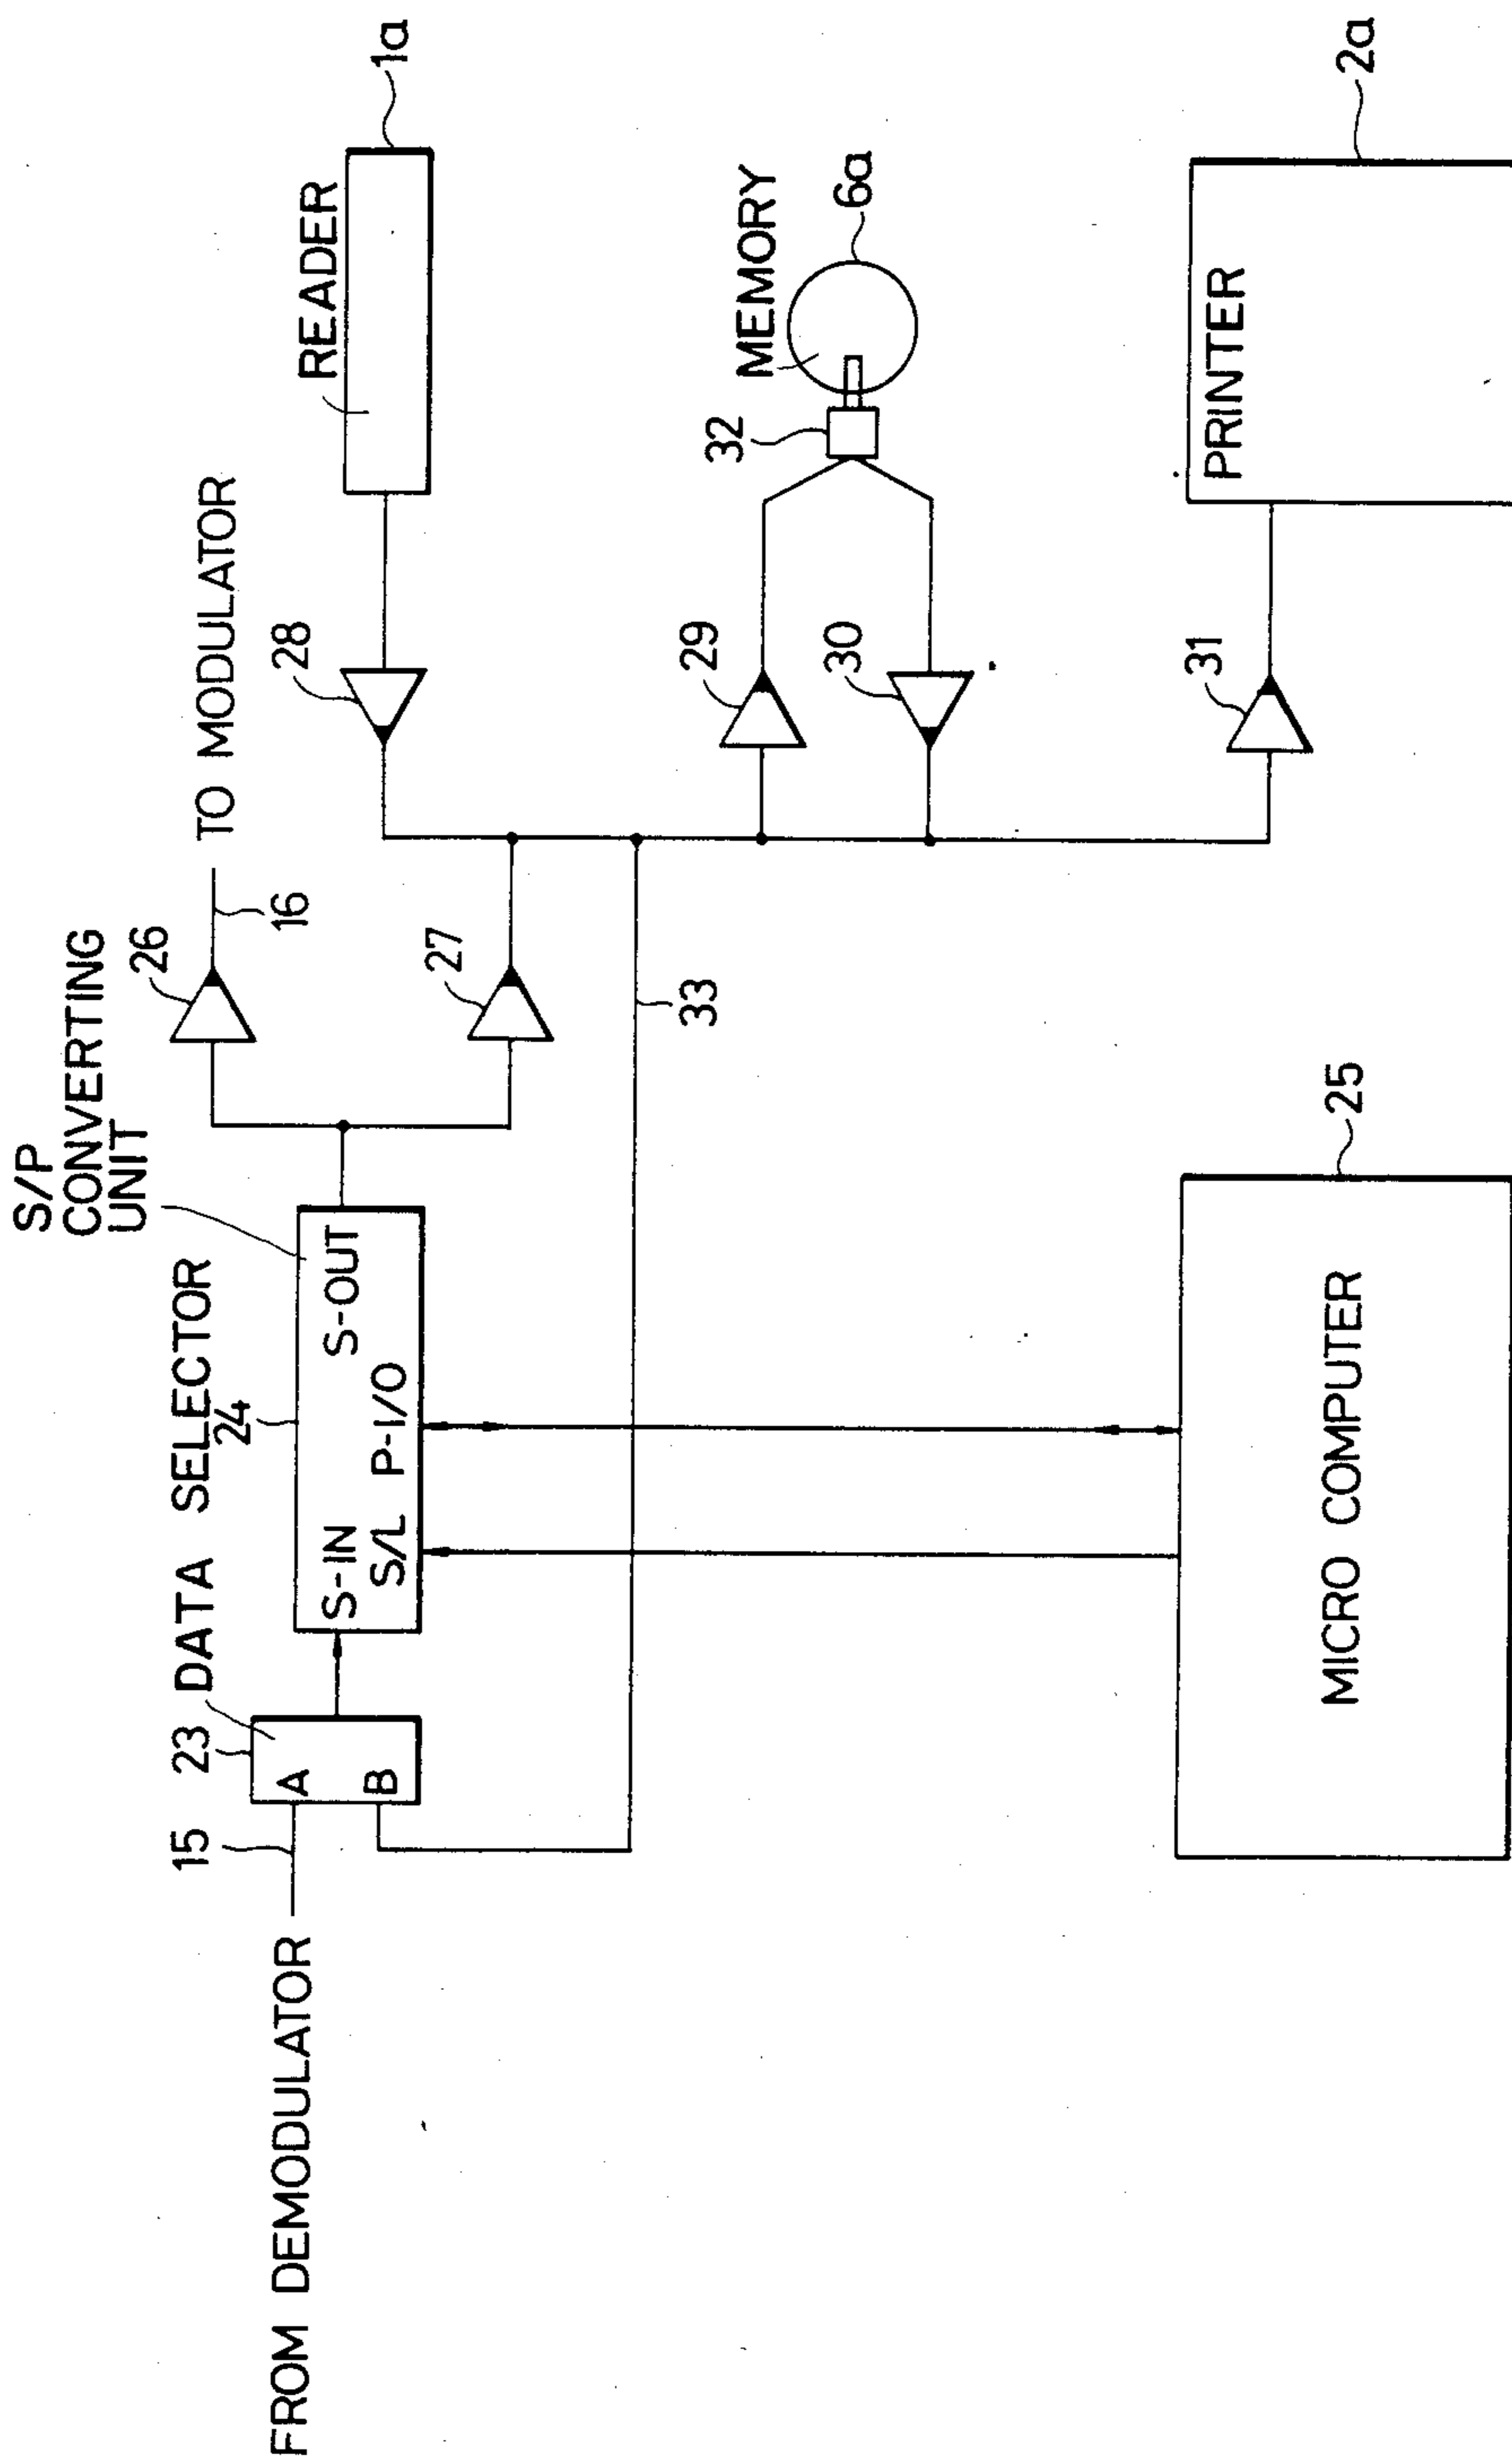 S/P
CONVERTING
UNIT
26
16
TO MODULATOR
READER
1a
28
27
DATA SELECTOR
24
23
15
FROM DEMODULATOR
A
B
S-IN
S-OUT
S/L
P-I/O
33
29
30
32
MEMORY
6a
31
PRINTER
2a
25
MICRO COMPUTER